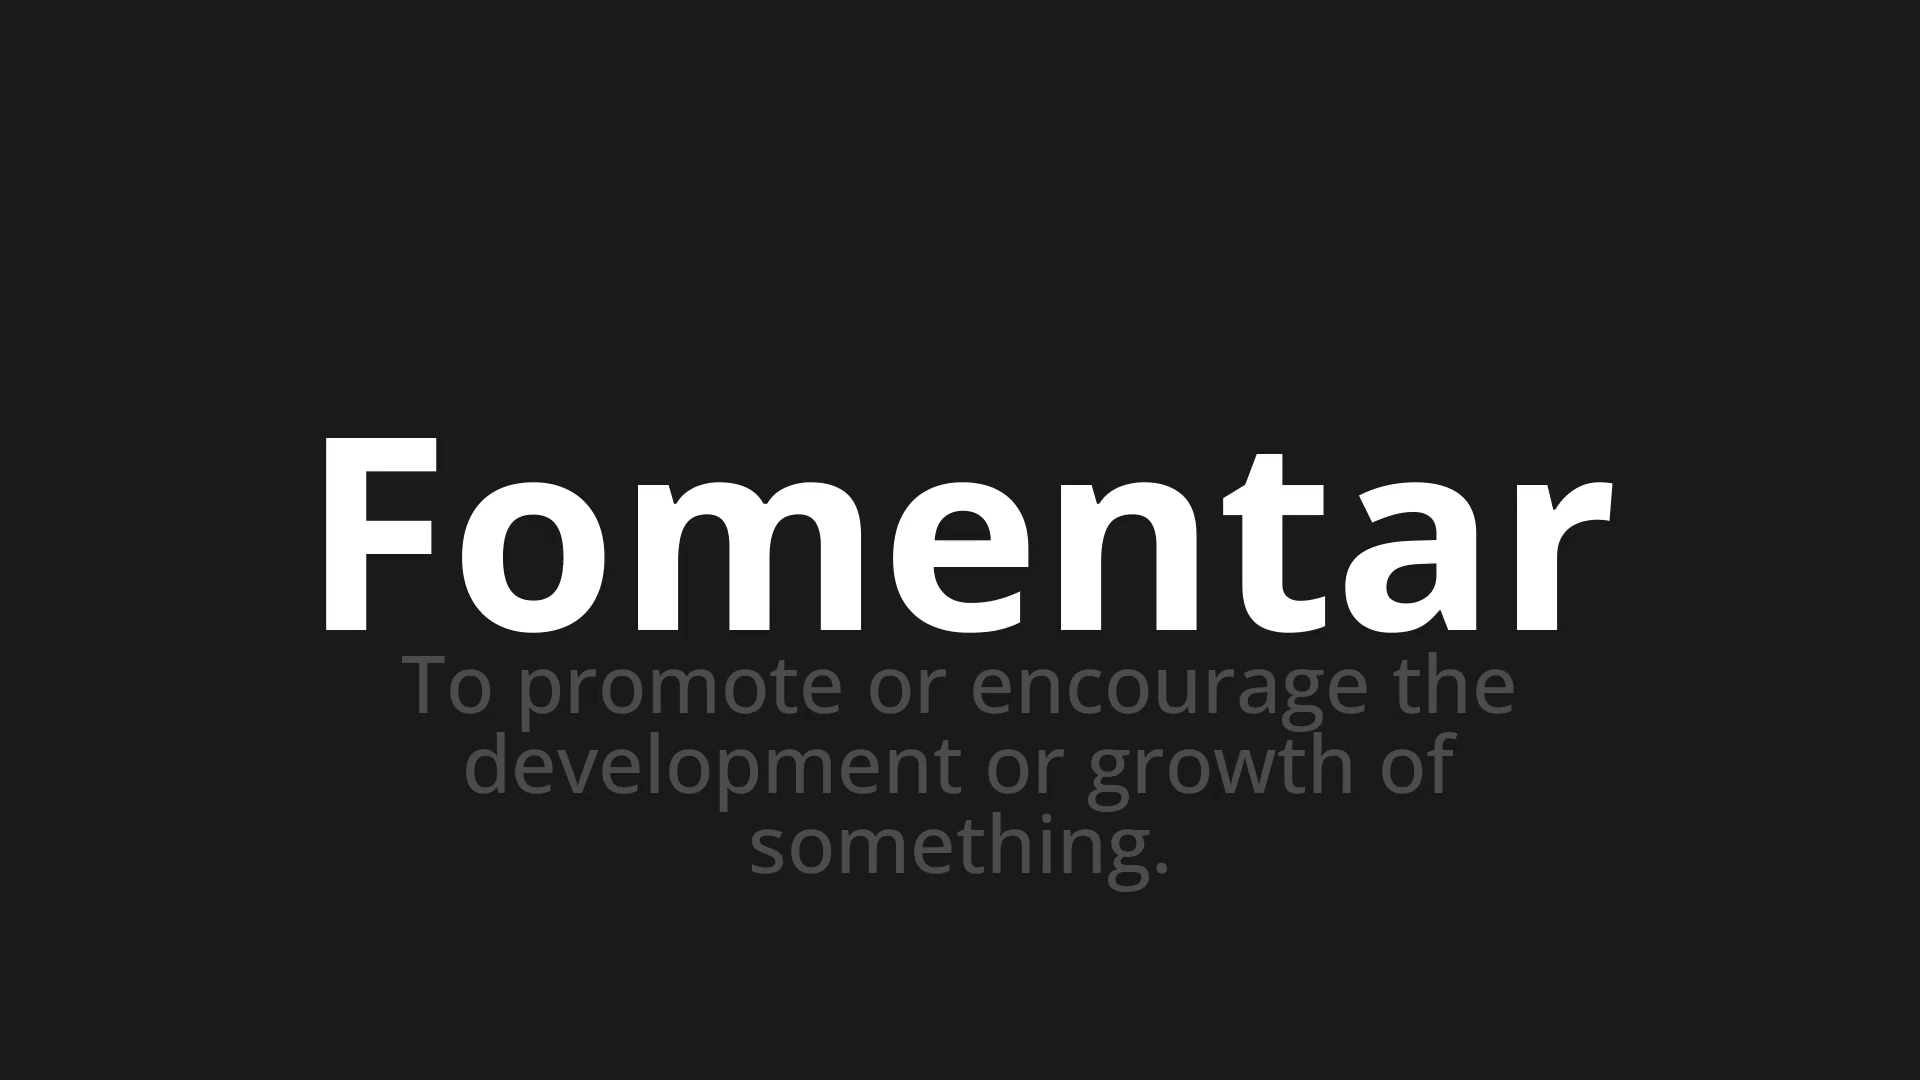 Fomentar
To promote or encourage the
development or growth of
something.